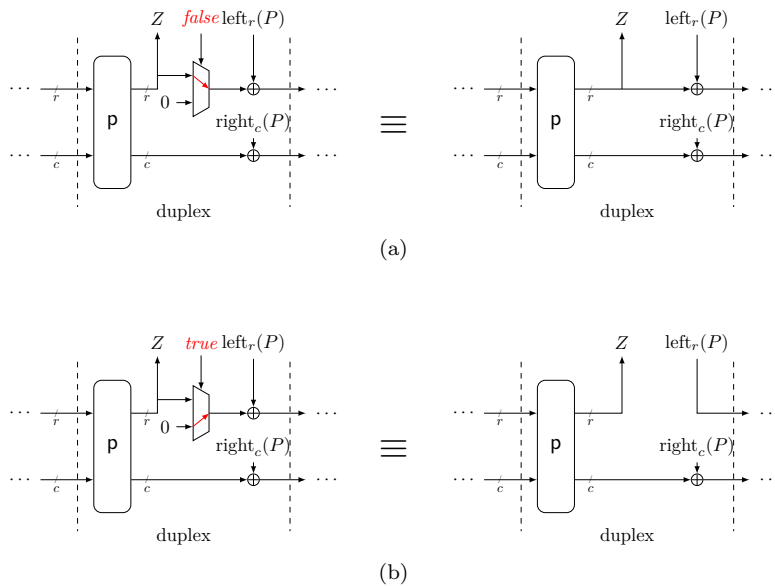 Z false left_r(P) Z left_r(P)
··· r p r ··· ··· r p r ···
0
right_c(P) ≡ right_c(P)
··· c c ··· ··· c c ···
duplex duplex
(a)
Z true left_r(P) Z left_r(P)
··· r p r ··· ··· r p r ···
0
right_c(P) ≡ right_c(P)
··· c c ··· ··· c c ···
duplex duplex
(b)